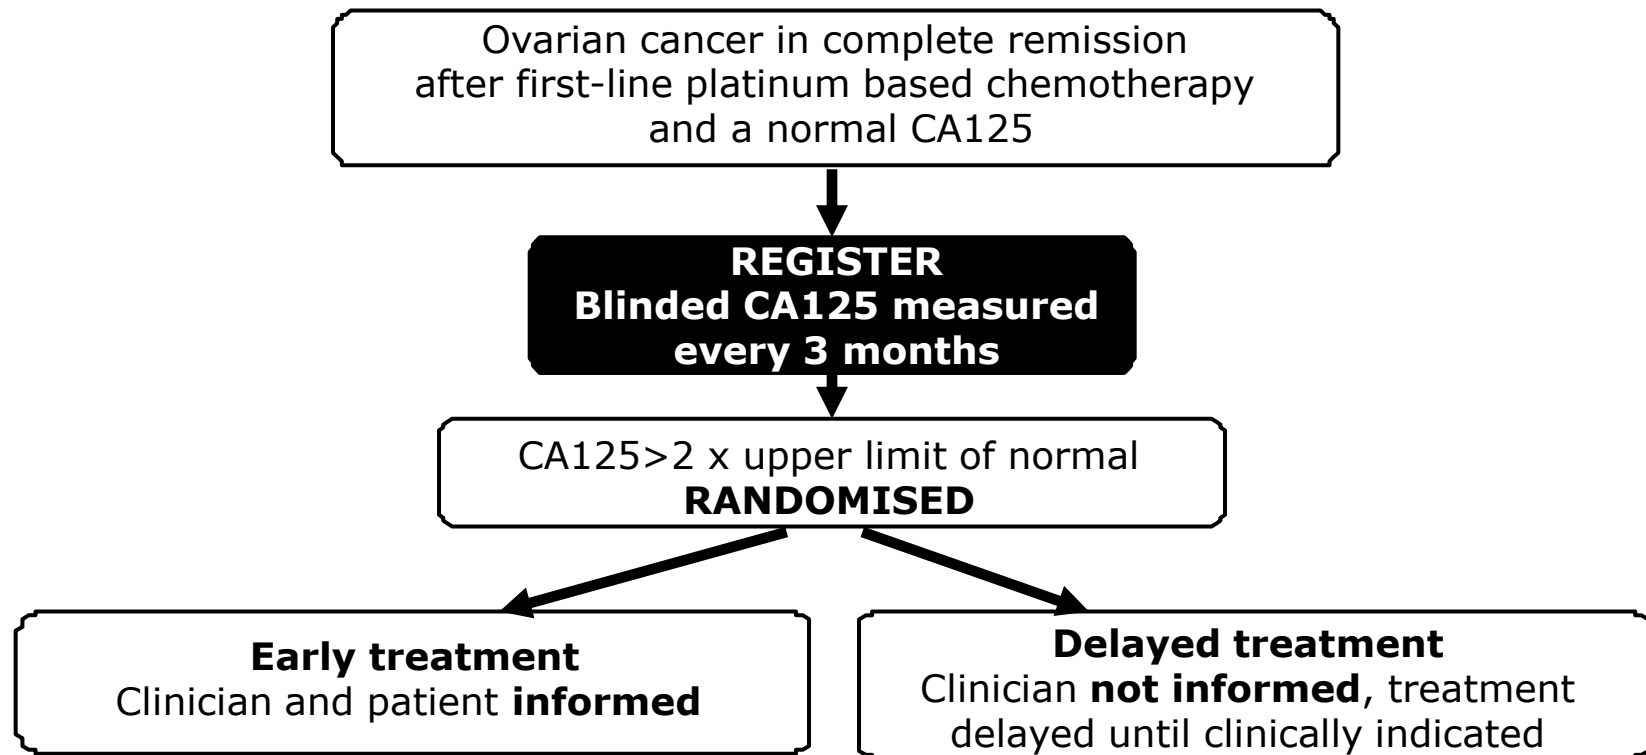 Ovarian cancer in complete remission
after first-line platinum based chemotherapy
and a normal CA125
REGISTER
Blinded CA125 measured
every 3 months
CA125>2 x upper limit of normal
RANDOMISED
Early treatment
Clinician and patient informed
Delayed treatment
Clinician not informed, treatment
delayed until clinically indicated